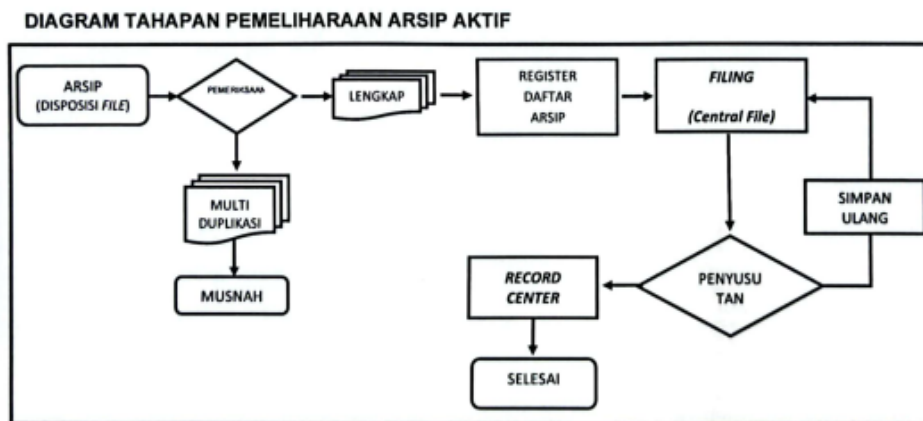 DIAGRAM TAHAPAN PEMELIHARAAN ARSIP AKTIF
ARSIP
(DISPOSISI FILE)
PEMERIKSAAN
LENGKAP
REGISTER
DAFTAR
ARSIP
FILING
(Central File)
MULTI
DUPLIKASI
MUSNAH
SIMPAN
ULANG
PENYUSU
TAN
RECORD
CENTER
SELESAI